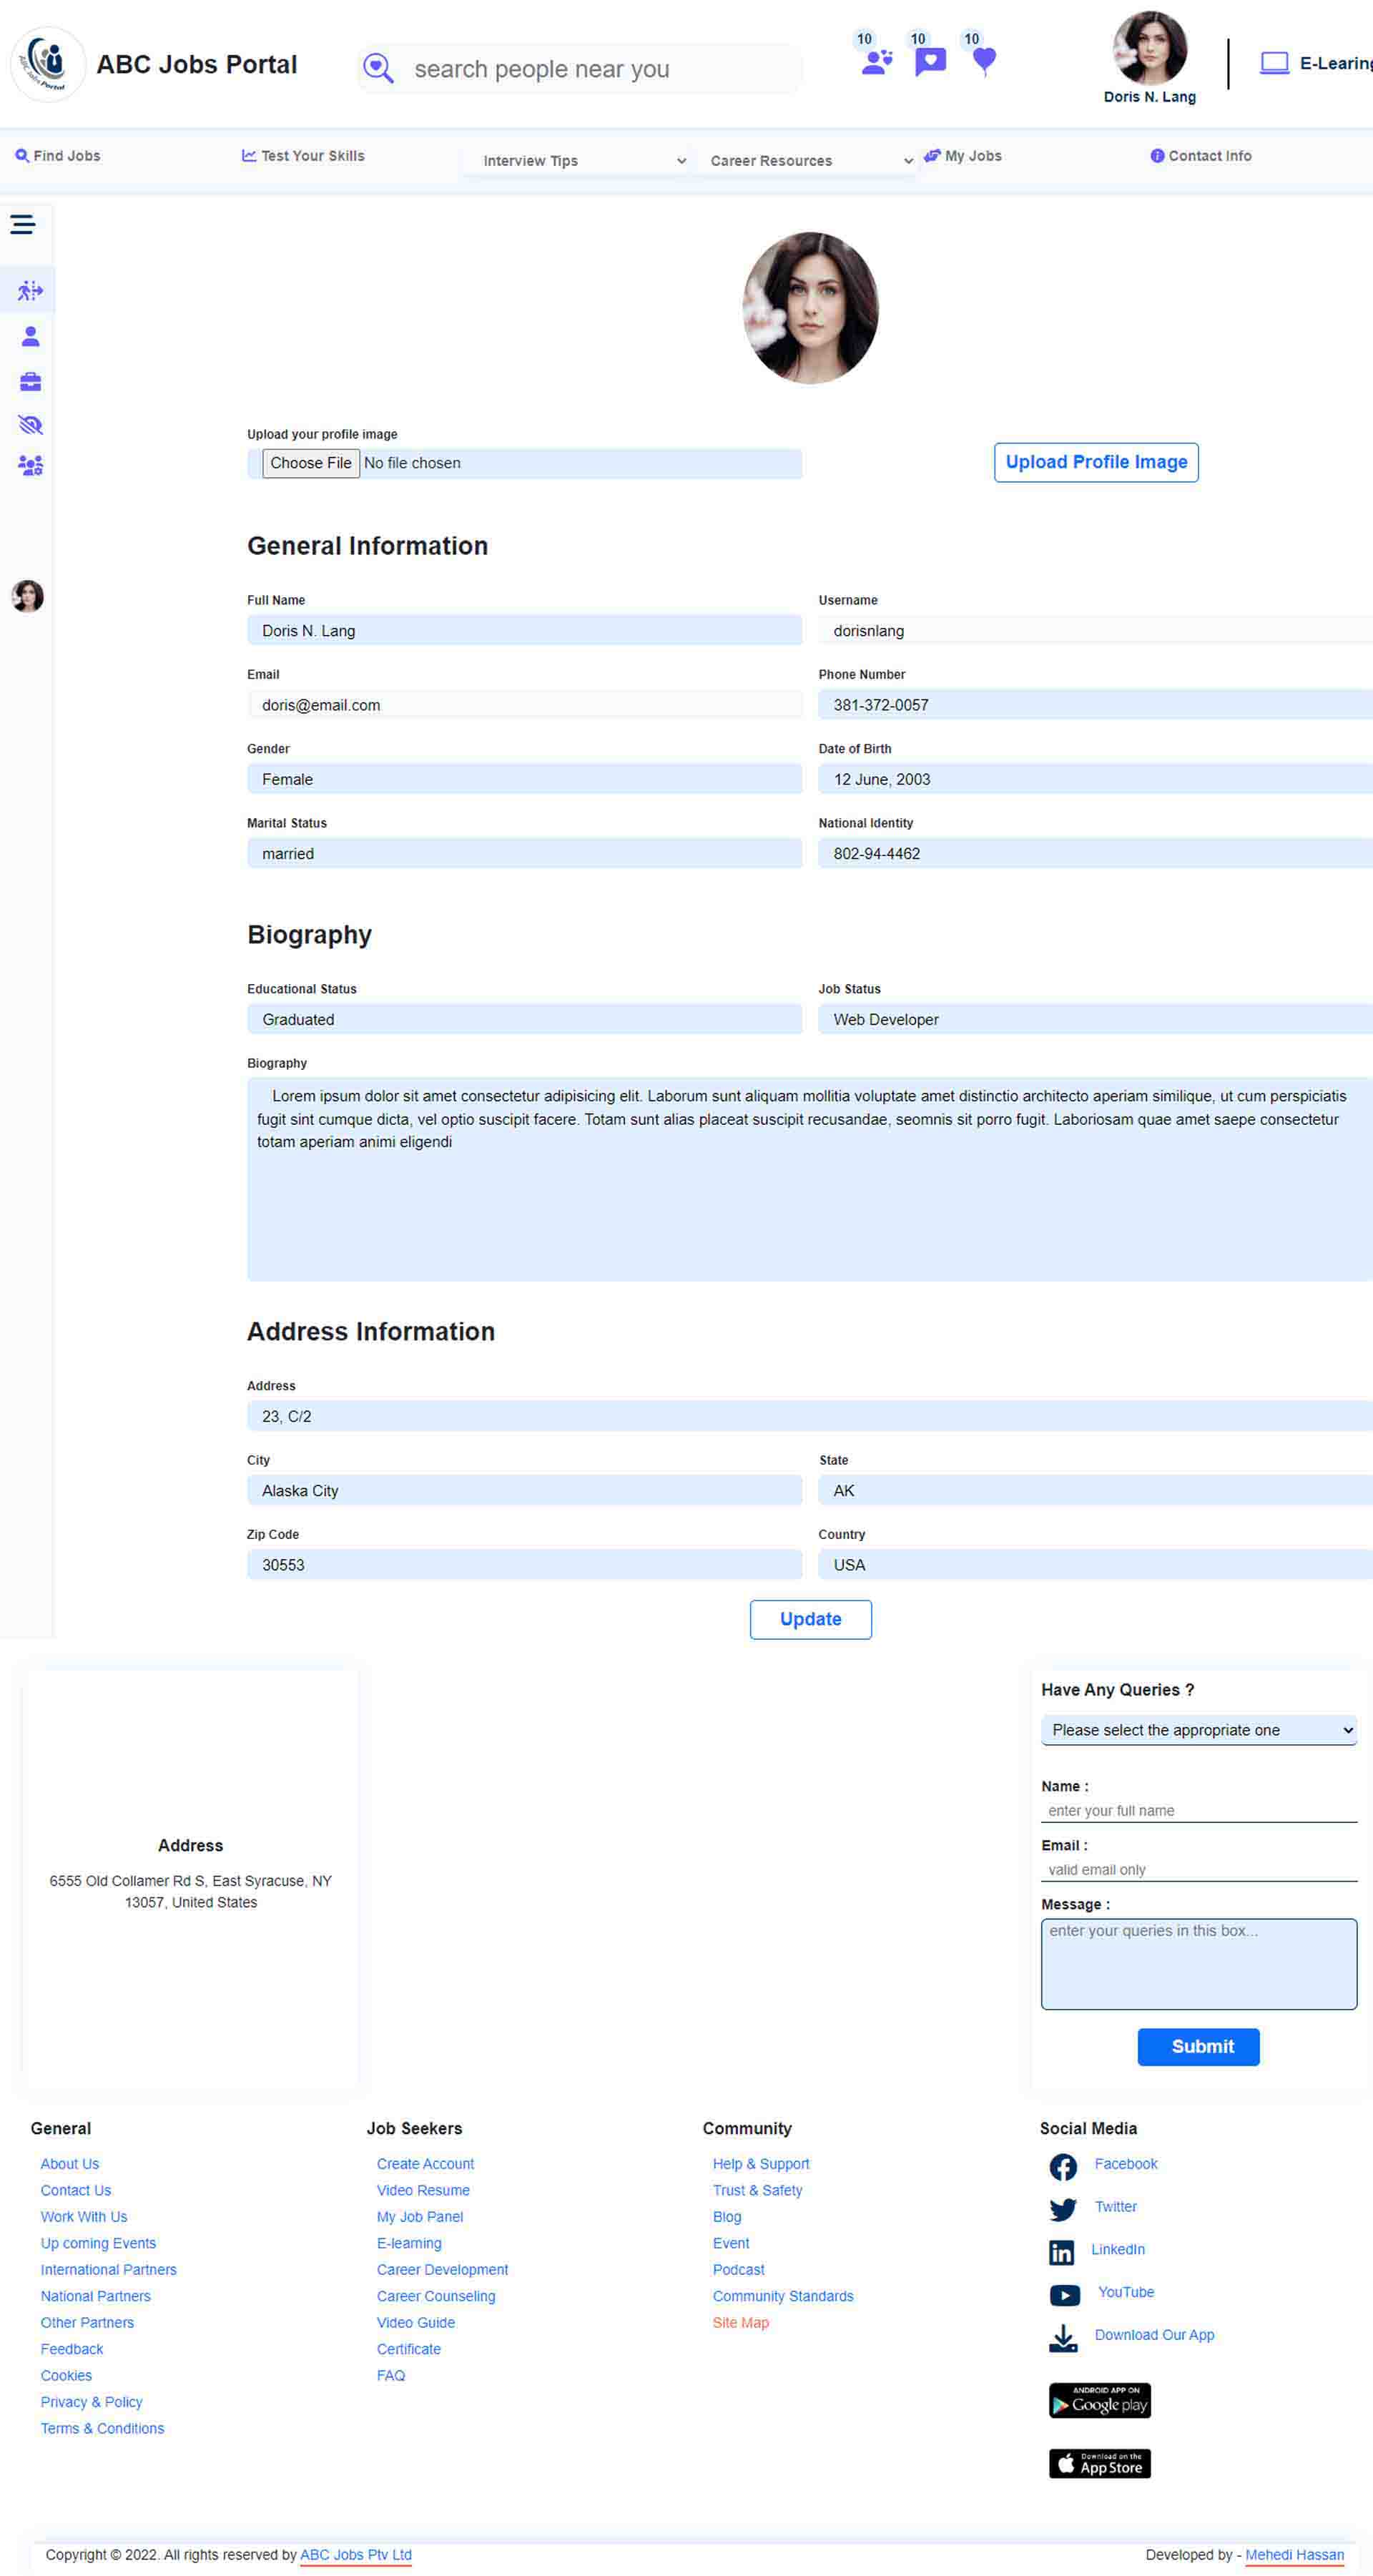 ABC Jobs Portal
ABC Jobs Portal
search people near you
10
10
10
Doris N. Lang
E-Learing
Find Jobs
Test Your Skills
Interview Tips
Career Resources
My Jobs
Contact Info
Upload your profile image
Choose File No file chosen
Upload Profile Image
General Information
Full Name
Username
Doris N. Lang
dorisnlang
Email
Phone Number
doris@email.com
381-372-0057
Gender
Date of Birth
Female
12 June, 2003
Marital Status
National Identity
married
802-94-4462
Biography
Educational Status
Job Status
Graduated
Web Developer
Biography
Lorem ipsum dolor sit amet consectetur adipisicing elit. Laborum sunt aliquam mollitia voluptate amet distinctio architecto aperiam similique, ut cum perspiciatis
fugit sint cumque dicta, vel optio suscipit facere. Totam sunt alias placeat suscipit recusandae, seomnis sit porro fugit. Laboriosam quae amet saepe consectetur
totam aperiam animi eligendi
Address Information
Address
23, C/2
City
State
Alaska City
AK
Zip Code
Country
30553
USA
Update
Address
6555 Old Collamer Rd S, East Syracuse, NY
13057, United States
Have Any Queries ?
Please select the appropriate one
Name :
enter your full name
Email :
valid email only
Message :
enter your queries in this box...
Submit
General
About Us
Contact Us
Work With Us
Up coming Events
International Partners
National Partners
Other Partners
Feedback
Cookies
Privacy & Policy
Terms & Conditions
Job Seekers
Create Account
Video Resume
My Job Panel
E-learning
Career Development
Career Counseling
Video Guide
Certificate
FAQ
Community
Help & Support
Trust & Safety
Blog
Event
Podcast
Community Standards
Site Map
Social Media
Facebook
Twitter
LinkedIn
YouTube
Download Our App
ANDROID APP ON
Google play
Download on the
App Store
Copyright © 2022. All rights reserved by ABC Jobs Ptv Ltd
Developed by - Mehedi Hassan